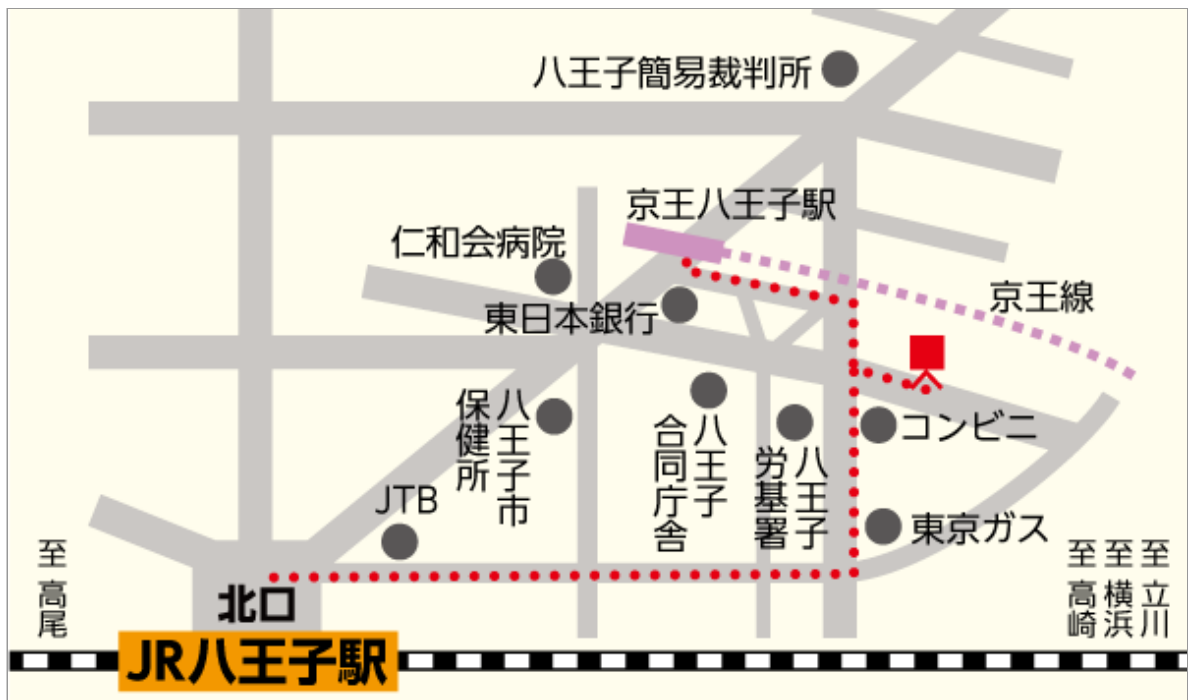 八王子簡易裁判所
京王八王子駅
仁和会病院
京王線
東日本銀行
八王子市
保健所
八王子
合同庁舎
八王子
労基署
コンビニ
JTB
東京ガス
至 高尾
至 立川
至 横浜
至 高崎
北口
JR八王子駅